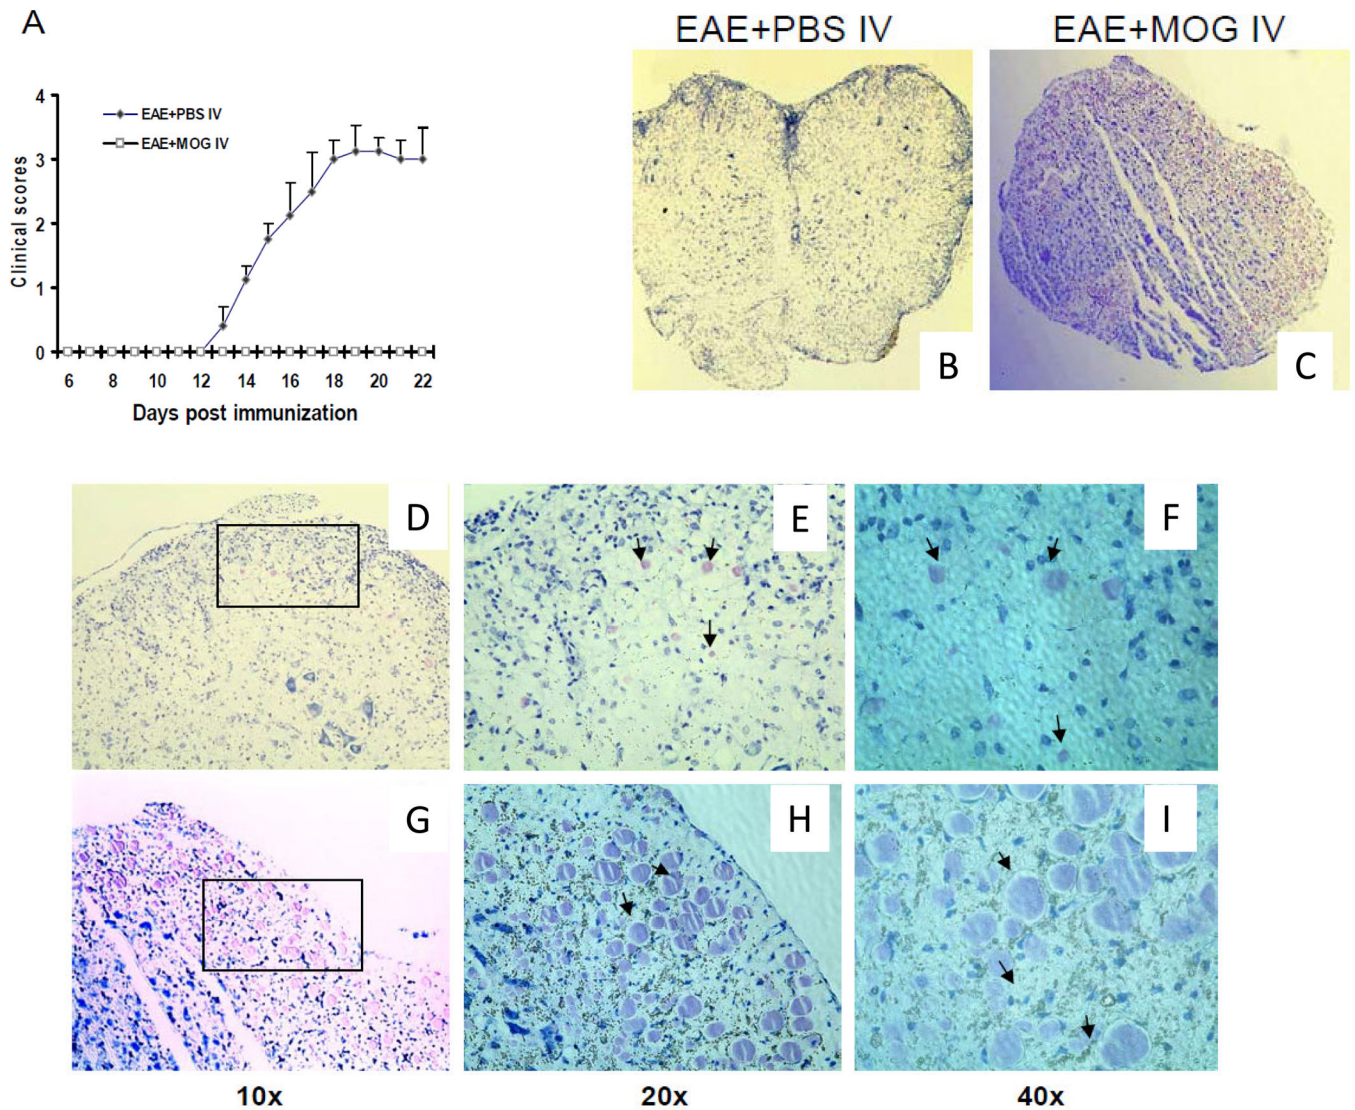 A
EAE+PBS IV
EAE+MOG IV
4
3
2
1
0
Clinical scores
EAE+PBS IV
EAE+MOG IV
6 8 10 12 14 16 18 20 22
Days post immunization
B
C
D
E
F
G
H
I
10x
20x
40x